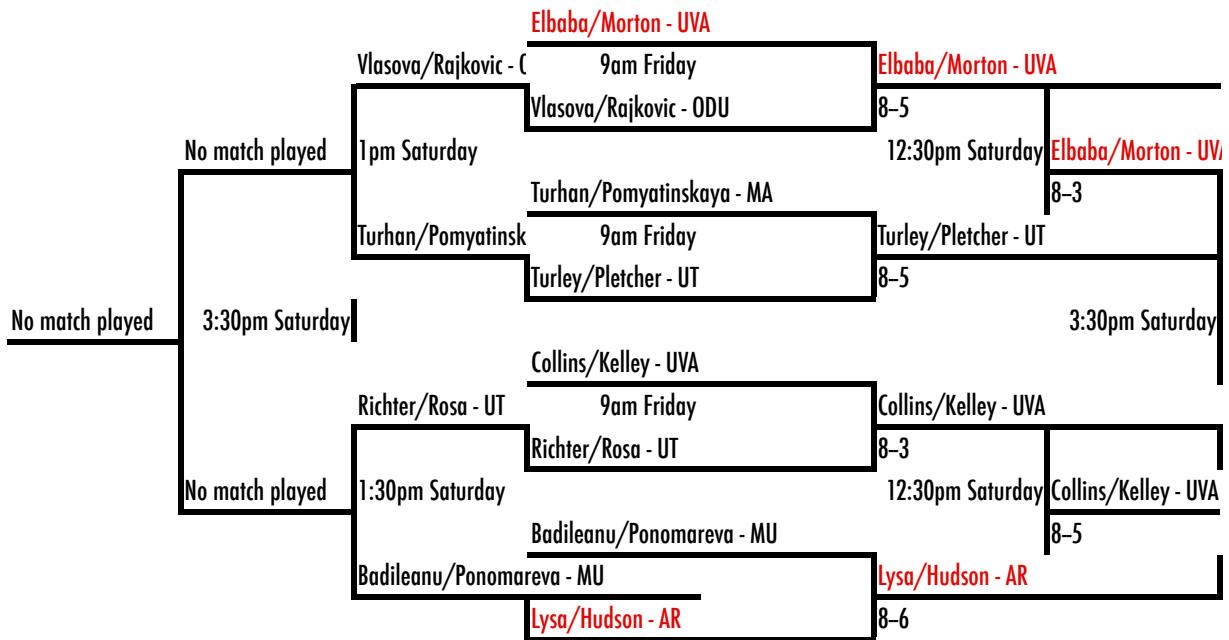 Elbaba/Morton - UVA
Vlasova/Rajkovic - 9am Friday Elbaba/Morton - UVA
Vlasova/Rajkovic - ODU 8–5
No match played 1pm Saturday 12:30pm Saturday Elbaba/Morton - UVA
Turhan/Pomyatinskaya - MA 8–3
Turhan/Pomyatinsk 9am Friday Turley/Pletcher - UT
Turley/Pletcher - UT 8–5
No match played 3:30pm Saturday 3:30pm Saturday
Collins/Kelley - UVA
Richter/Rosa - UT 9am Friday Collins/Kelley - UVA
Richter/Rosa - UT 8–3
No match played 1:30pm Saturday 12:30pm Saturday Collins/Kelley - UVA
Badileanu/Ponomareva - MU 8–5
Badileanu/Ponomareva - MU Lysa/Hudson - AR
Lysa/Hudson - AR 8–6